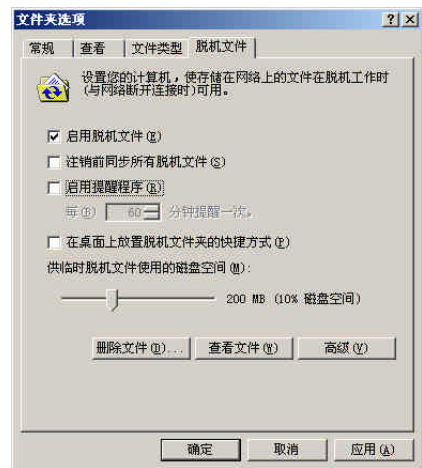 文件夹选项
常规 查看 文件类型 脱机文件
设置您的计算机，使存储在网络上的文件在脱机工作时
(与网络断开连接时)可用。
启用脱机文件(E)
注销前同步所有脱机文件(S)
启用提醒程序(R)
每(B) 60 分钟提醒一次。
在桌面上放置脱机文件夹的快捷方式(P)
供临时脱机文件使用的磁盘空间(M):
200 MB (10% 磁盘空间)
删除文件(D)... 查看文件(W) 高级(V)
确定 取消 应用(A)